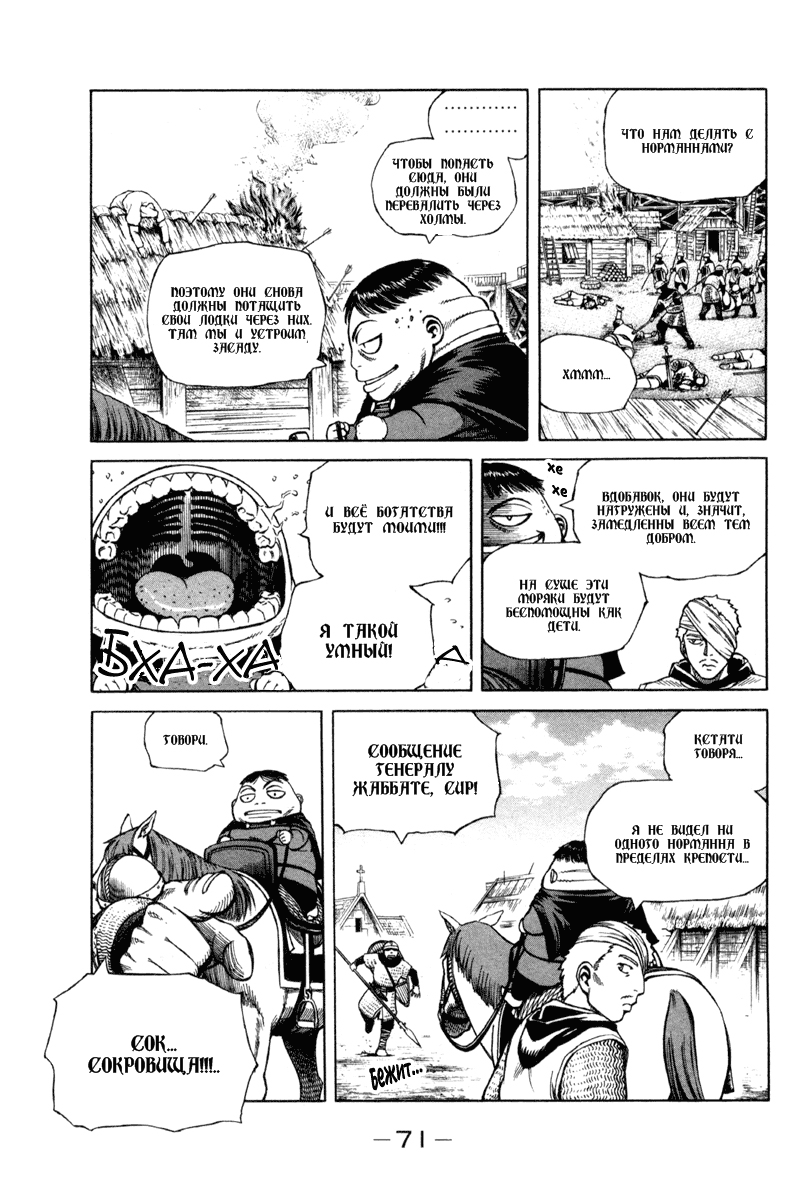 ЧТО НАМ ДЕЛАТЬ С
НОРМАННАМИ?
ХМММ...
............
............
ЧТОБЫ ПОПАСТЬ
СЮДА, ОНИ
ДОЛЖНЫ БЫЛИ
ПЕРЕВАЛИТЬ ЧЕРЕЗ
ХОЛМЫ.
ПОЭТОМУ ОНИ СНОВА
ДОЛЖНЫ ПОТАЩИТЬ
СВОИ ЛОДКИ ЧЕРЕЗ НИХ.
ТАМ МЫ И УСТРОИМ
ЗАСАДУ.
хе
хе
ВДОБАВОК, ОНИ БУДУТ
НАГРУЖЕНЫ И, ЗНАЧИТ,
ЗАМЕДЛЕННЫ ВСЕМ ТЕМ
ДОБРОМ.
НА СУШЕ ЭТИ
МОРЯКИ БУДУТ
БЕСПОМОЩНЫ КАК
ДЕТИ.
И ВСЁ БОГАТСТВА
БУДУТ МОИМИ!!!
Я ТАКОЙ
УМНЫЙ!
БХА-ХА
А
КСТАТИ
ГОВОРЯ...
Я НЕ ВИДЕЛ НИ
ОДНОГО НОРМАННА В
ПРЕДЕЛАХ КРЕПОСТИ...
СООБЩЕНИЕ
ГЕНЕРАЛУ
ЖАББАТЕ, СИР!
Бежит...
ГОВОРИ.
СОК...
СОКРОВИЩА!!!..
— 71 —